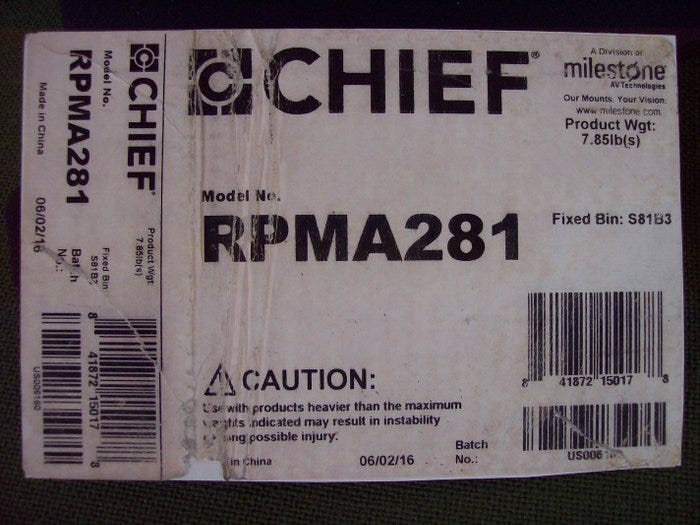 CHIEF
Model No.
RPMA281
Made in China
06/02/16
Product Wgt:
7.85lb(s)
Fixed Bin:
S81B3
Batch
No.:
8 41872 15017 8
US006160
CHIEF®
A Division of
milestone
AV Technologies
Our Mounts. Your Vision.
www.milestone.com
Product Wgt:
7.85lb(s)
Model No.
RPMA281
Fixed Bin: S81B3
8 41872 15017 8
CAUTION:
Use with products heavier than the maximum
weights indicated may result in instability
possible injury.
in China
06/02/16
Batch
No.:
US006